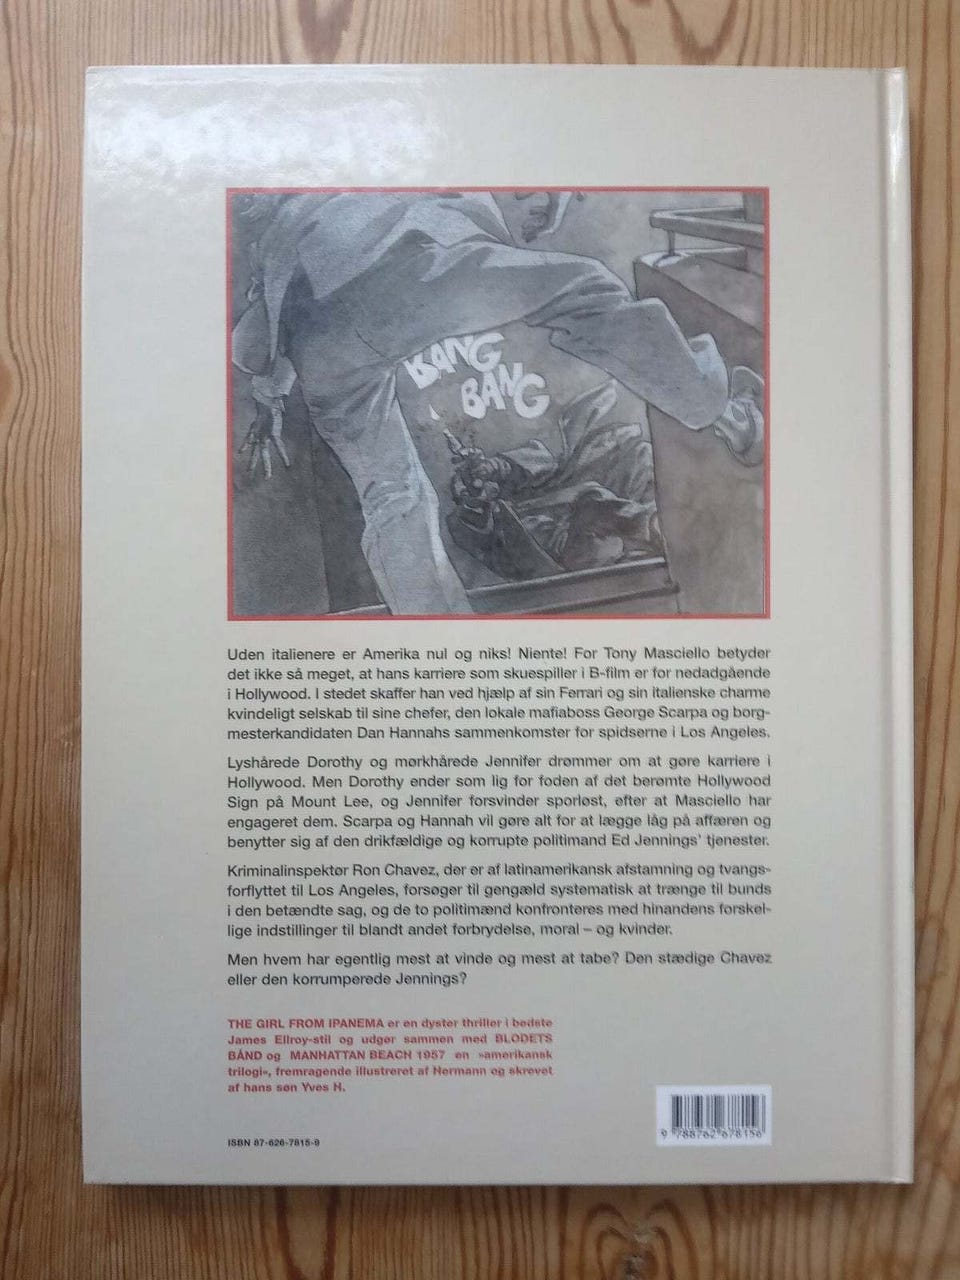 BANG
BANG
Uden italienere er Amerika nul og niks! Niente! For Tony Masciello betyder
det ikke så meget, at hans karriere som skuespiller i B-film er for nedadgående
i Hollywood. I stedet skaffer han ved hjælp af sin Ferrari og sin italienske charme
kvindeligt selskab til sine chefer, den lokale mafiaboss George Scarpa og borg-
mesterkandidaten Dan Hannahs sammenkomster for spidserne i Los Angeles.
Lyshårede Dorothy og mørkhårede Jennifer drømmer om at gøre karriere i
Hollywood. Men Dorothy ender som lig for foden af det berømte Hollywood
Sign på Mount Lee, og Jennifer forsvinder sporløst, efter at Masciello har
engageret dem. Scarpa og Hannah vil gøre alt for at lægge låg på affæren og
benytter sig af den drikfældige og korrupte politimand Ed Jennings' tjenester.
Kriminalinspektør Ron Chavez, der er af latinamerikansk afstamning og tvangs-
forflyttet til Los Angeles, forsøger til gengæld systematisk at trænge til bunds
i den betændte sag, og de to politimænd konfronteres med hinandens forskel-
lige indstillinger til blandt andet forbrydelse, moral – og kvinder.
Men hvem har egentlig mest at vinde og mest at tabe? Den stædige Chavez
eller den korrumperede Jennings?
THE GIRL FROM IPANEMA er en dyster thriller i bedste
James Ellroy-stil og udgør sammen med BLODETS
BÅND og MANHATTAN BEACH 1957 en »amerikansk
trilogi«, fremragende illustreret af Hermann og skrevet
af hans søn Yves H.
ISBN 87-626-7815-9
9 788762 678156